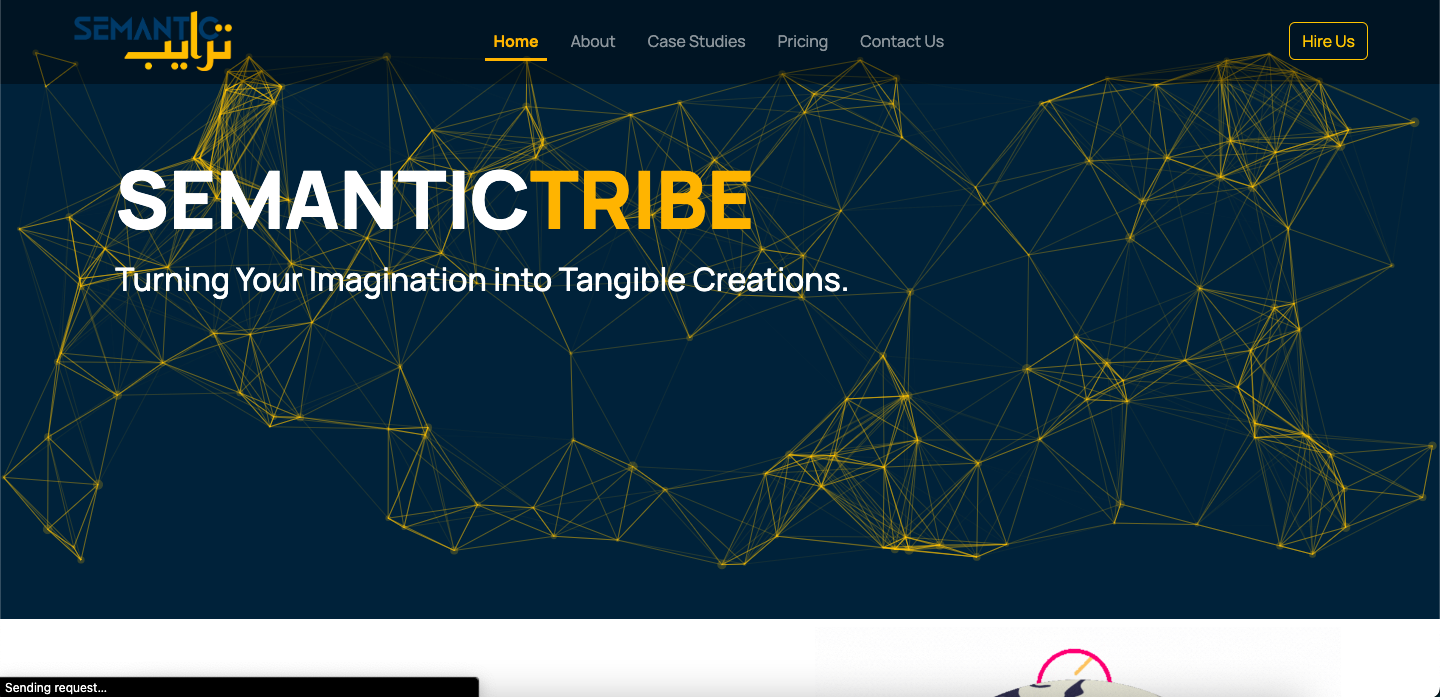 SEMANTIC
ترايب
Home
About
Case Studies
Pricing
Contact Us
Hire Us
SEMANTICTRIBE
Turning Your Imagination into Tangible Creations.
Sending request...